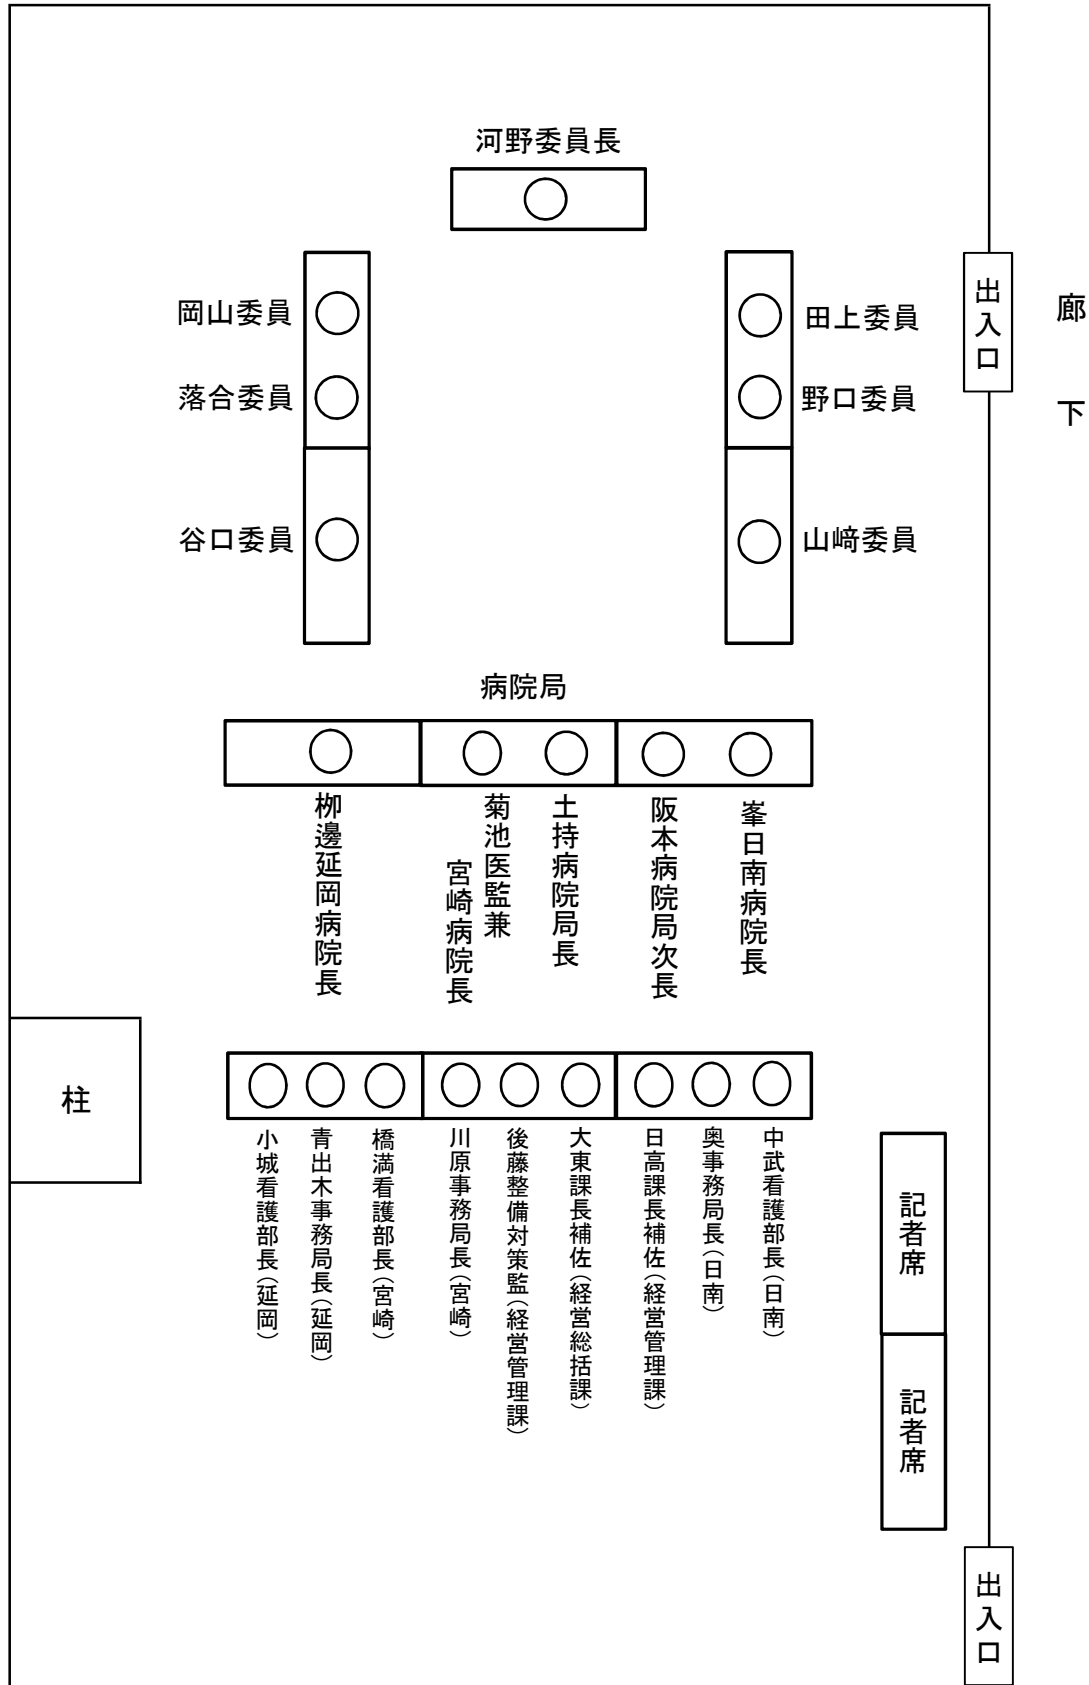 河野委員長
岡山委員
田上委員
出入口
廊下
落合委員
野口委員
谷口委員
山﨑委員
病院局
栁邊延岡病院長
菊池医監兼
宮崎病院長
土持病院局長
阪本病院局次長
峯日南病院長
柱
小城看護部長(延岡)
青出木事務局長(延岡)
橋満看護部長(宮崎)
川原事務局長(宮崎)
後藤整備対策監(経営管理課)
大東課長補佐(経営総括課)
日高課長補佐(経営管理課)
奥事務局長(日南)
中武看護部長(日南)
記者席
記者席
出入口